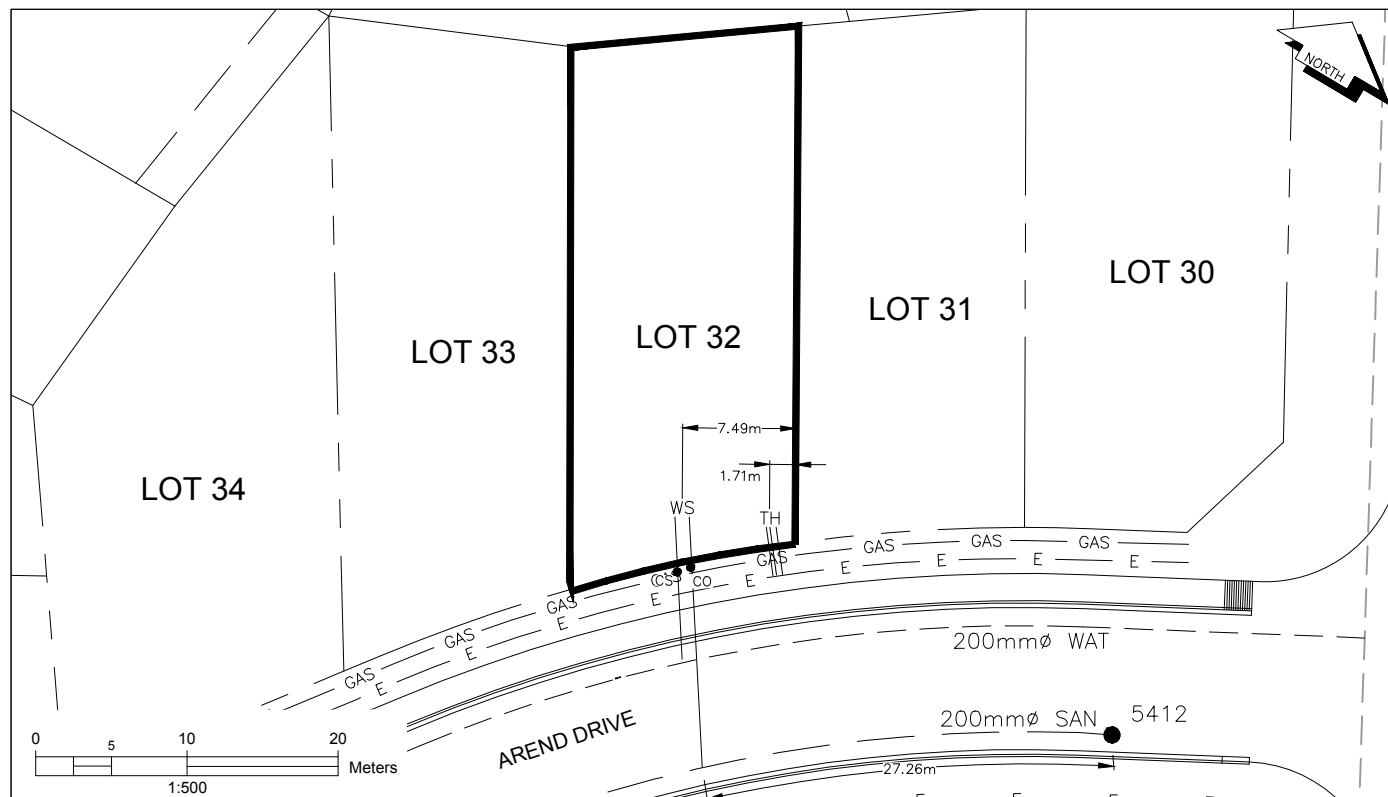 NORTH
LOT 30
LOT 31
LOT 32
LOT 33
7.49m
1.71m
LOT 34
WS
TH
GAS GAS GAS GAS
E E E E
CS CO
GAS
E
GAS
E
GAS
E
GAS
E
200mmø WAT
200mmø SAN 5412
AREND DRIVE
27.26m
0 5 10 20
Meters
1:500